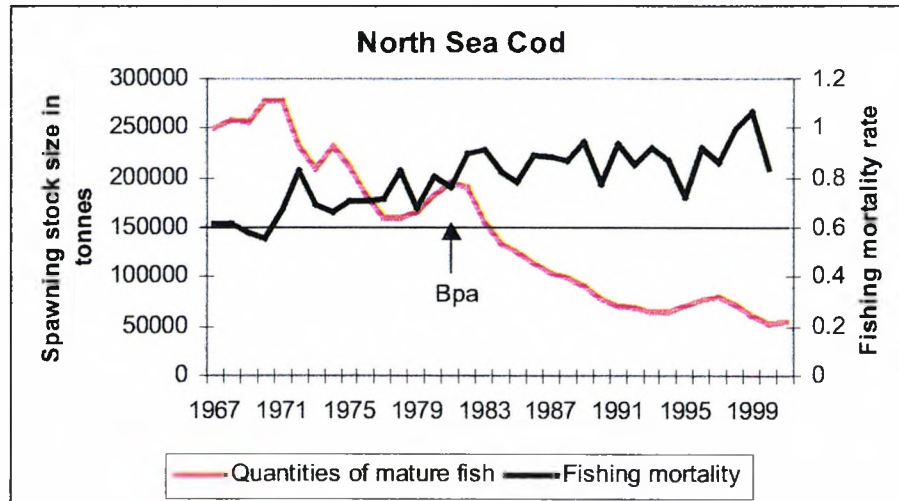 North Sea Cod
Spawning stock size in
tonnes
300000
250000
200000
150000
100000
50000
0
1.2
1
0.8
0.6
0.4
0.2
0
Fishing mortality rate
Bpa
1967 1971 1975 1979 1983 1987 1991 1995 1999
Quantities of mature fish Fishing mortality